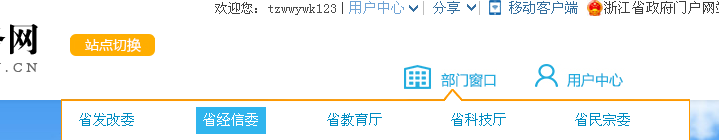 欢迎您: tzwwywk123 | 用户中心 | 分享 | 移动客户端 浙江省政府门户网
网
站点切换
.CN
部门窗口 用户中心
省发改委 省经信委 省教育厅 省科技厅 省民宗委